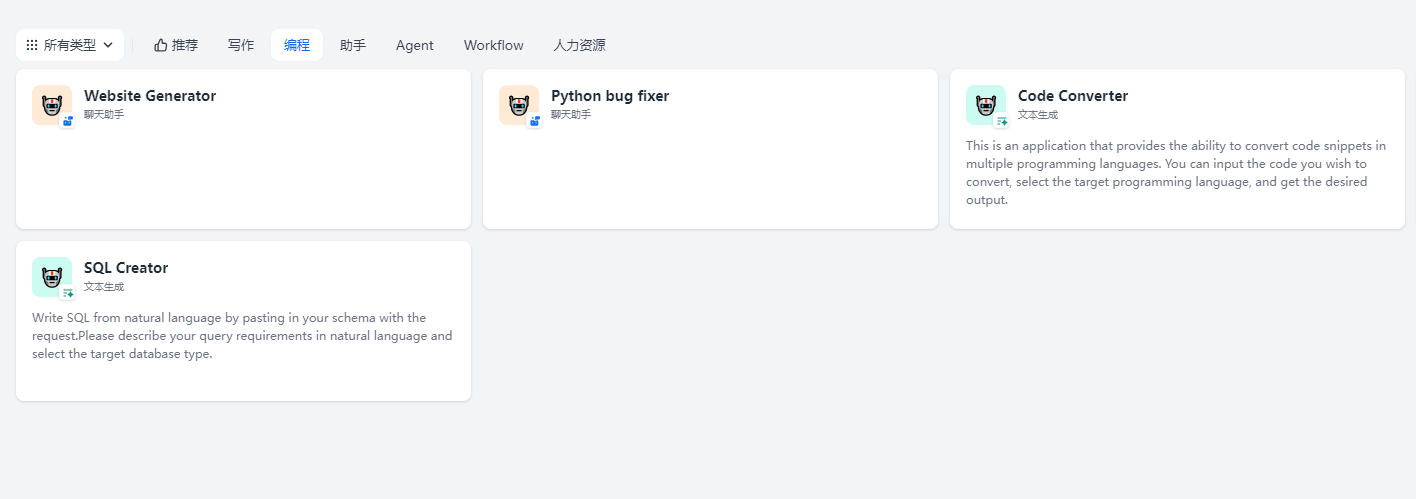 所有类型 推荐 写作 编程 助手 Agent Workflow 人力资源
Website Generator
聊天助手
Python bug fixer
聊天助手
Code Converter
文本生成
This is an application that provides the ability to convert code snippets in
multiple programming languages. You can input the code you wish to
convert, select the target programming language, and get the desired
output.
SQL Creator
文本生成
Write SQL from natural language by pasting in your schema with the
request.Please describe your query requirements in natural language and
select the target database type.